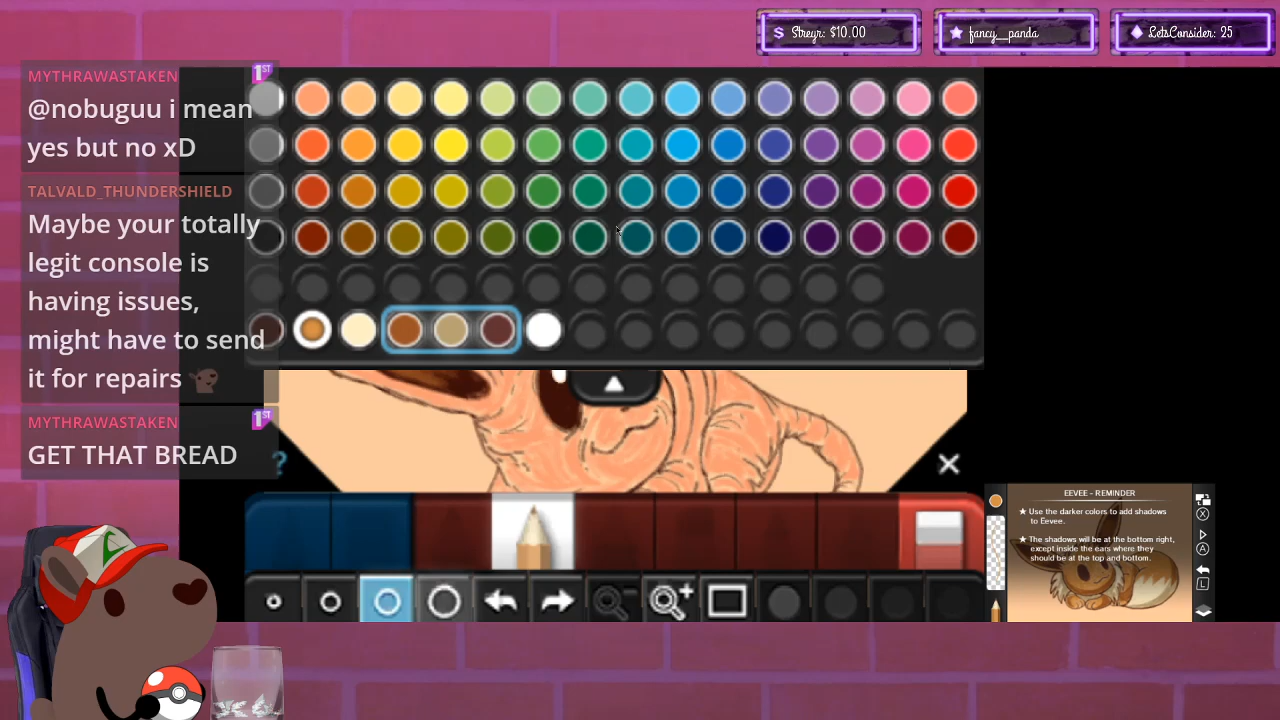 Streyr: $10.00
fancy__panda
LetsConsider: 25
MYTHRAWASTAKEN
1ST
@nobuguu i mean
yes but no xD
TALVALD_THUNDERSHIELD
Maybe your totally
legit console is
having issues,
might have to send
it for repairs
MYTHRAWASTAKEN
1ST
GET THAT BREAD
?
EEVEE - REMINDER
★ Use the darker colors to add shadows
to Eevee.
★ The shadows will be at the bottom right,
except inside the ears where they
should be at the top and bottom.
X
A
L